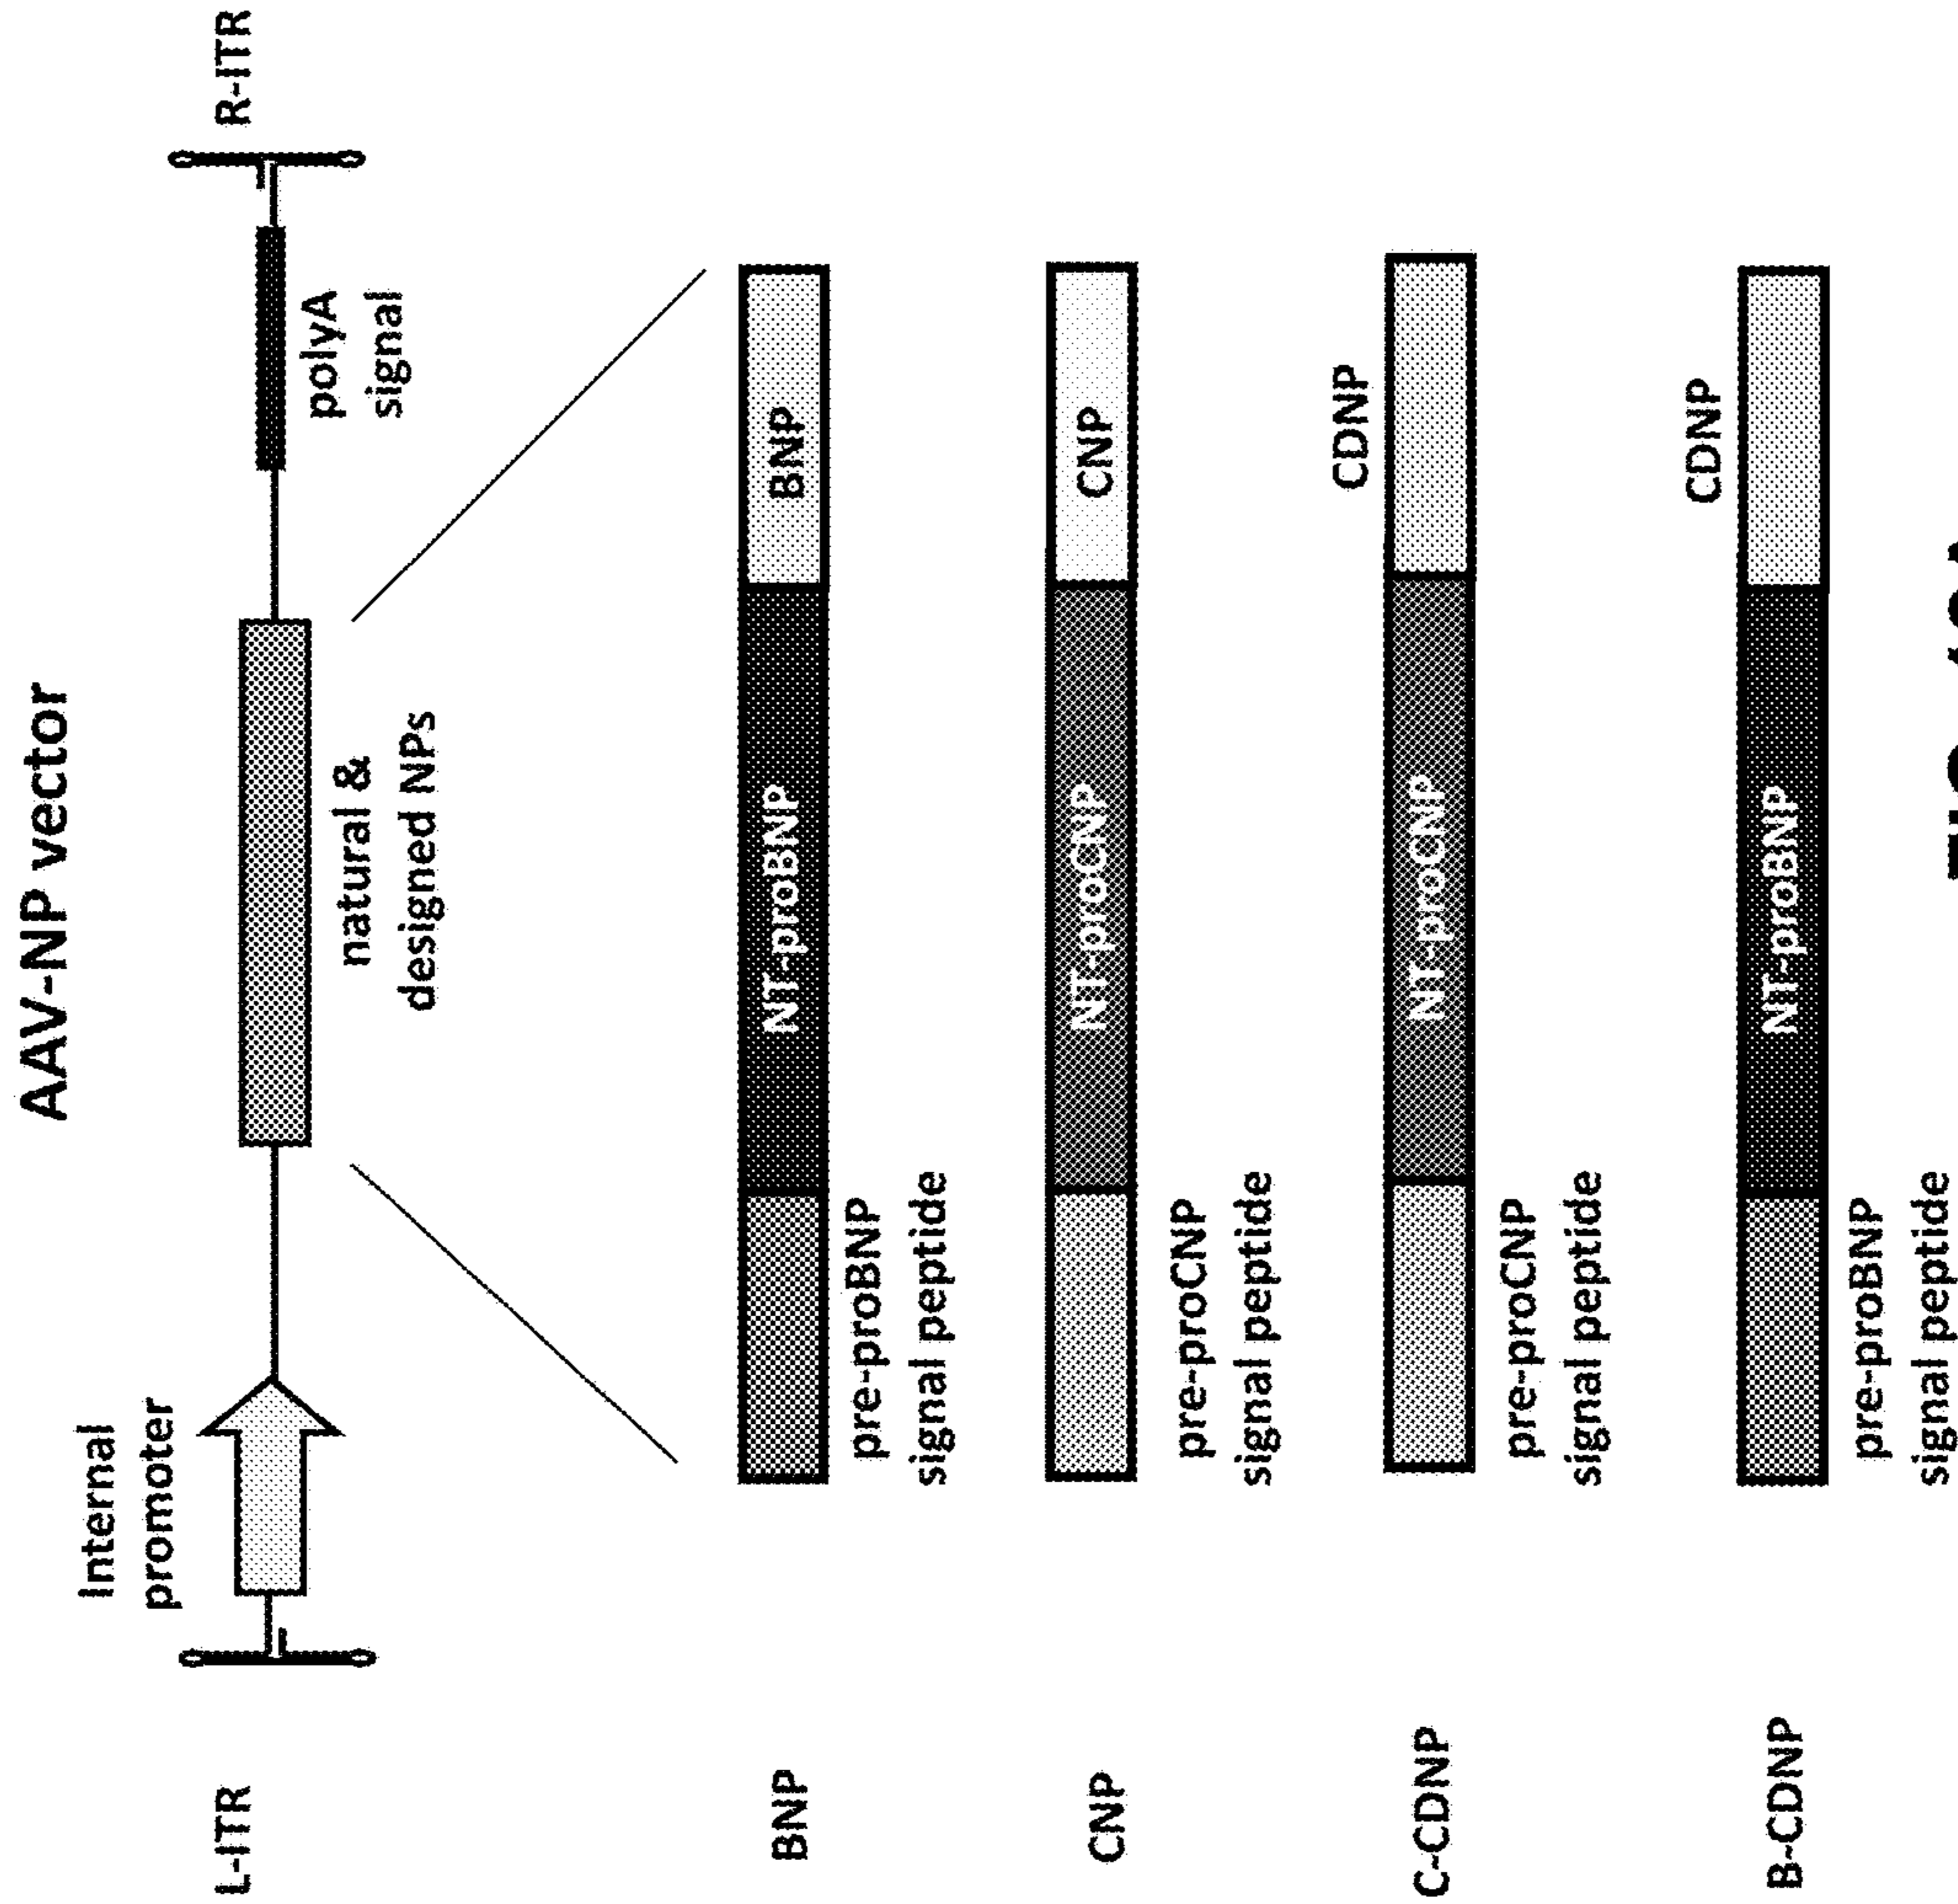 AAV-NP vector
Internal
promoter
L-ITR
R-ITR
polyA
signal
natural &
designed NPs
BNP
NT-proBNP
BNP
pre-proBNP
signal peptide
CNP
NT-proCNP
CNP
pre-proCNP
signal peptide
CDNP
C-CDNP
NT-proCNP
pre-proCNP
signal peptide
CDNP
B-CDNP
NT-proBNP
pre-proBNP
signal peptide